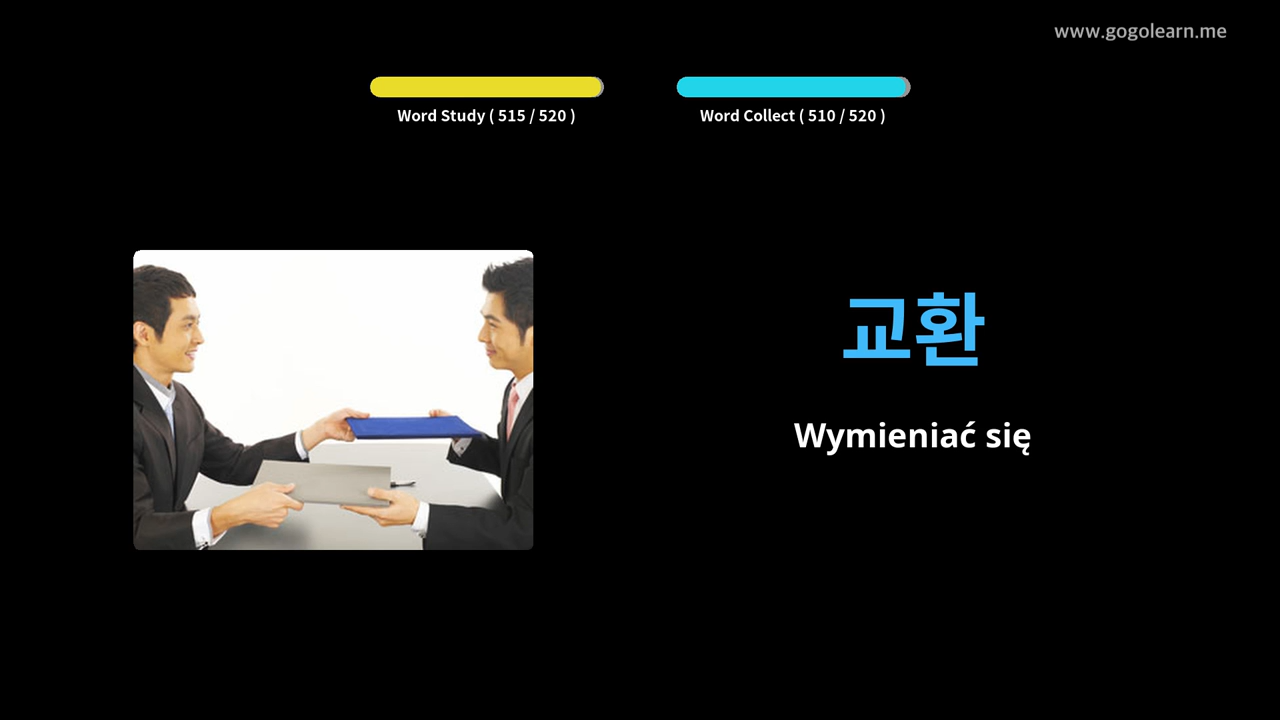 www.gogolearn.me
Word Study ( 515 / 520 )
Word Collect ( 510 / 520 )
교환
Wymieniać się